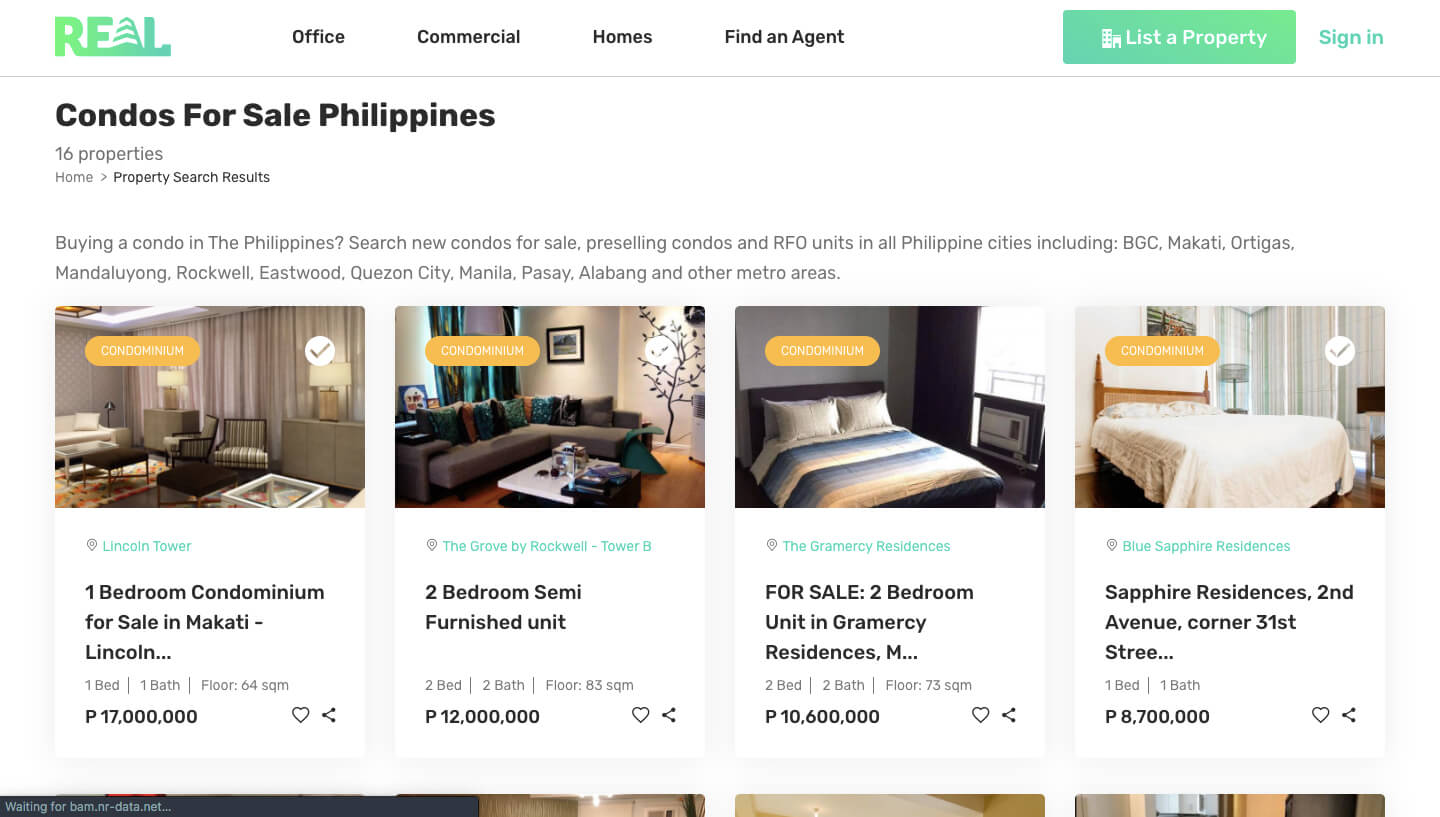 REAL
Office
Commercial
Homes
Find an Agent
List a Property
Sign in
Condos For Sale Philippines
16 properties
Home > Property Search Results
Buying a condo in The Philippines? Search new condos for sale, preselling condos and RFO units in all Philippine cities including: BGC, Makati, Ortigas,
Mandaluyong, Rockwell, Eastwood, Quezon City, Manila, Pasay, Alabang and other metro areas.
CONDOMINIUM
Lincoln Tower
1 Bedroom Condominium
for Sale in Makati -
Lincoln...
1 Bed | 1 Bath | Floor: 64 sqm
P 17,000,000
CONDOMINIUM
The Grove by Rockwell - Tower B
2 Bedroom Semi
Furnished unit
2 Bed | 2 Bath | Floor: 83 sqm
P 12,000,000
CONDOMINIUM
The Gramercy Residences
FOR SALE: 2 Bedroom
Unit in Gramercy
Residences, M...
2 Bed | 2 Bath | Floor: 73 sqm
P 10,600,000
CONDOMINIUM
Blue Sapphire Residences
Sapphire Residences, 2nd
Avenue, corner 31st
Stree...
1 Bed | 1 Bath
P 8,700,000
Waiting for bam.nr-data.net...